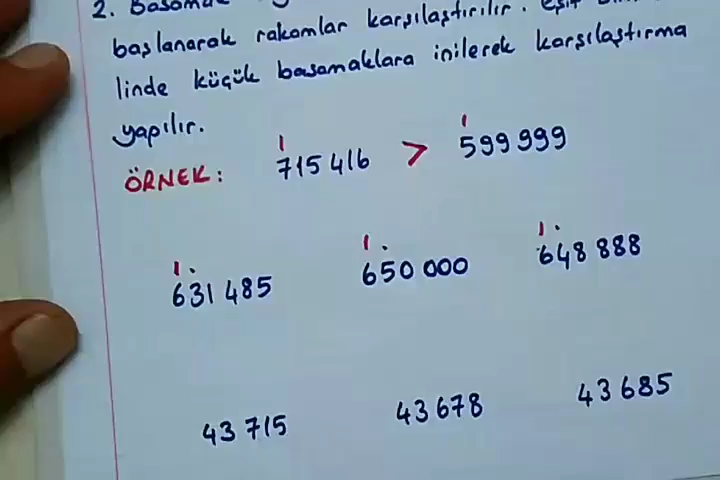 2.
başlanarak rakamlar karşılaştırılır.
linde küçük basamaklara inilerek karşılaştırma
yapılır.
ÖRNEK: 715 416 > 599 999
631 485 650 000 648 888
43 715 43 678 43 685